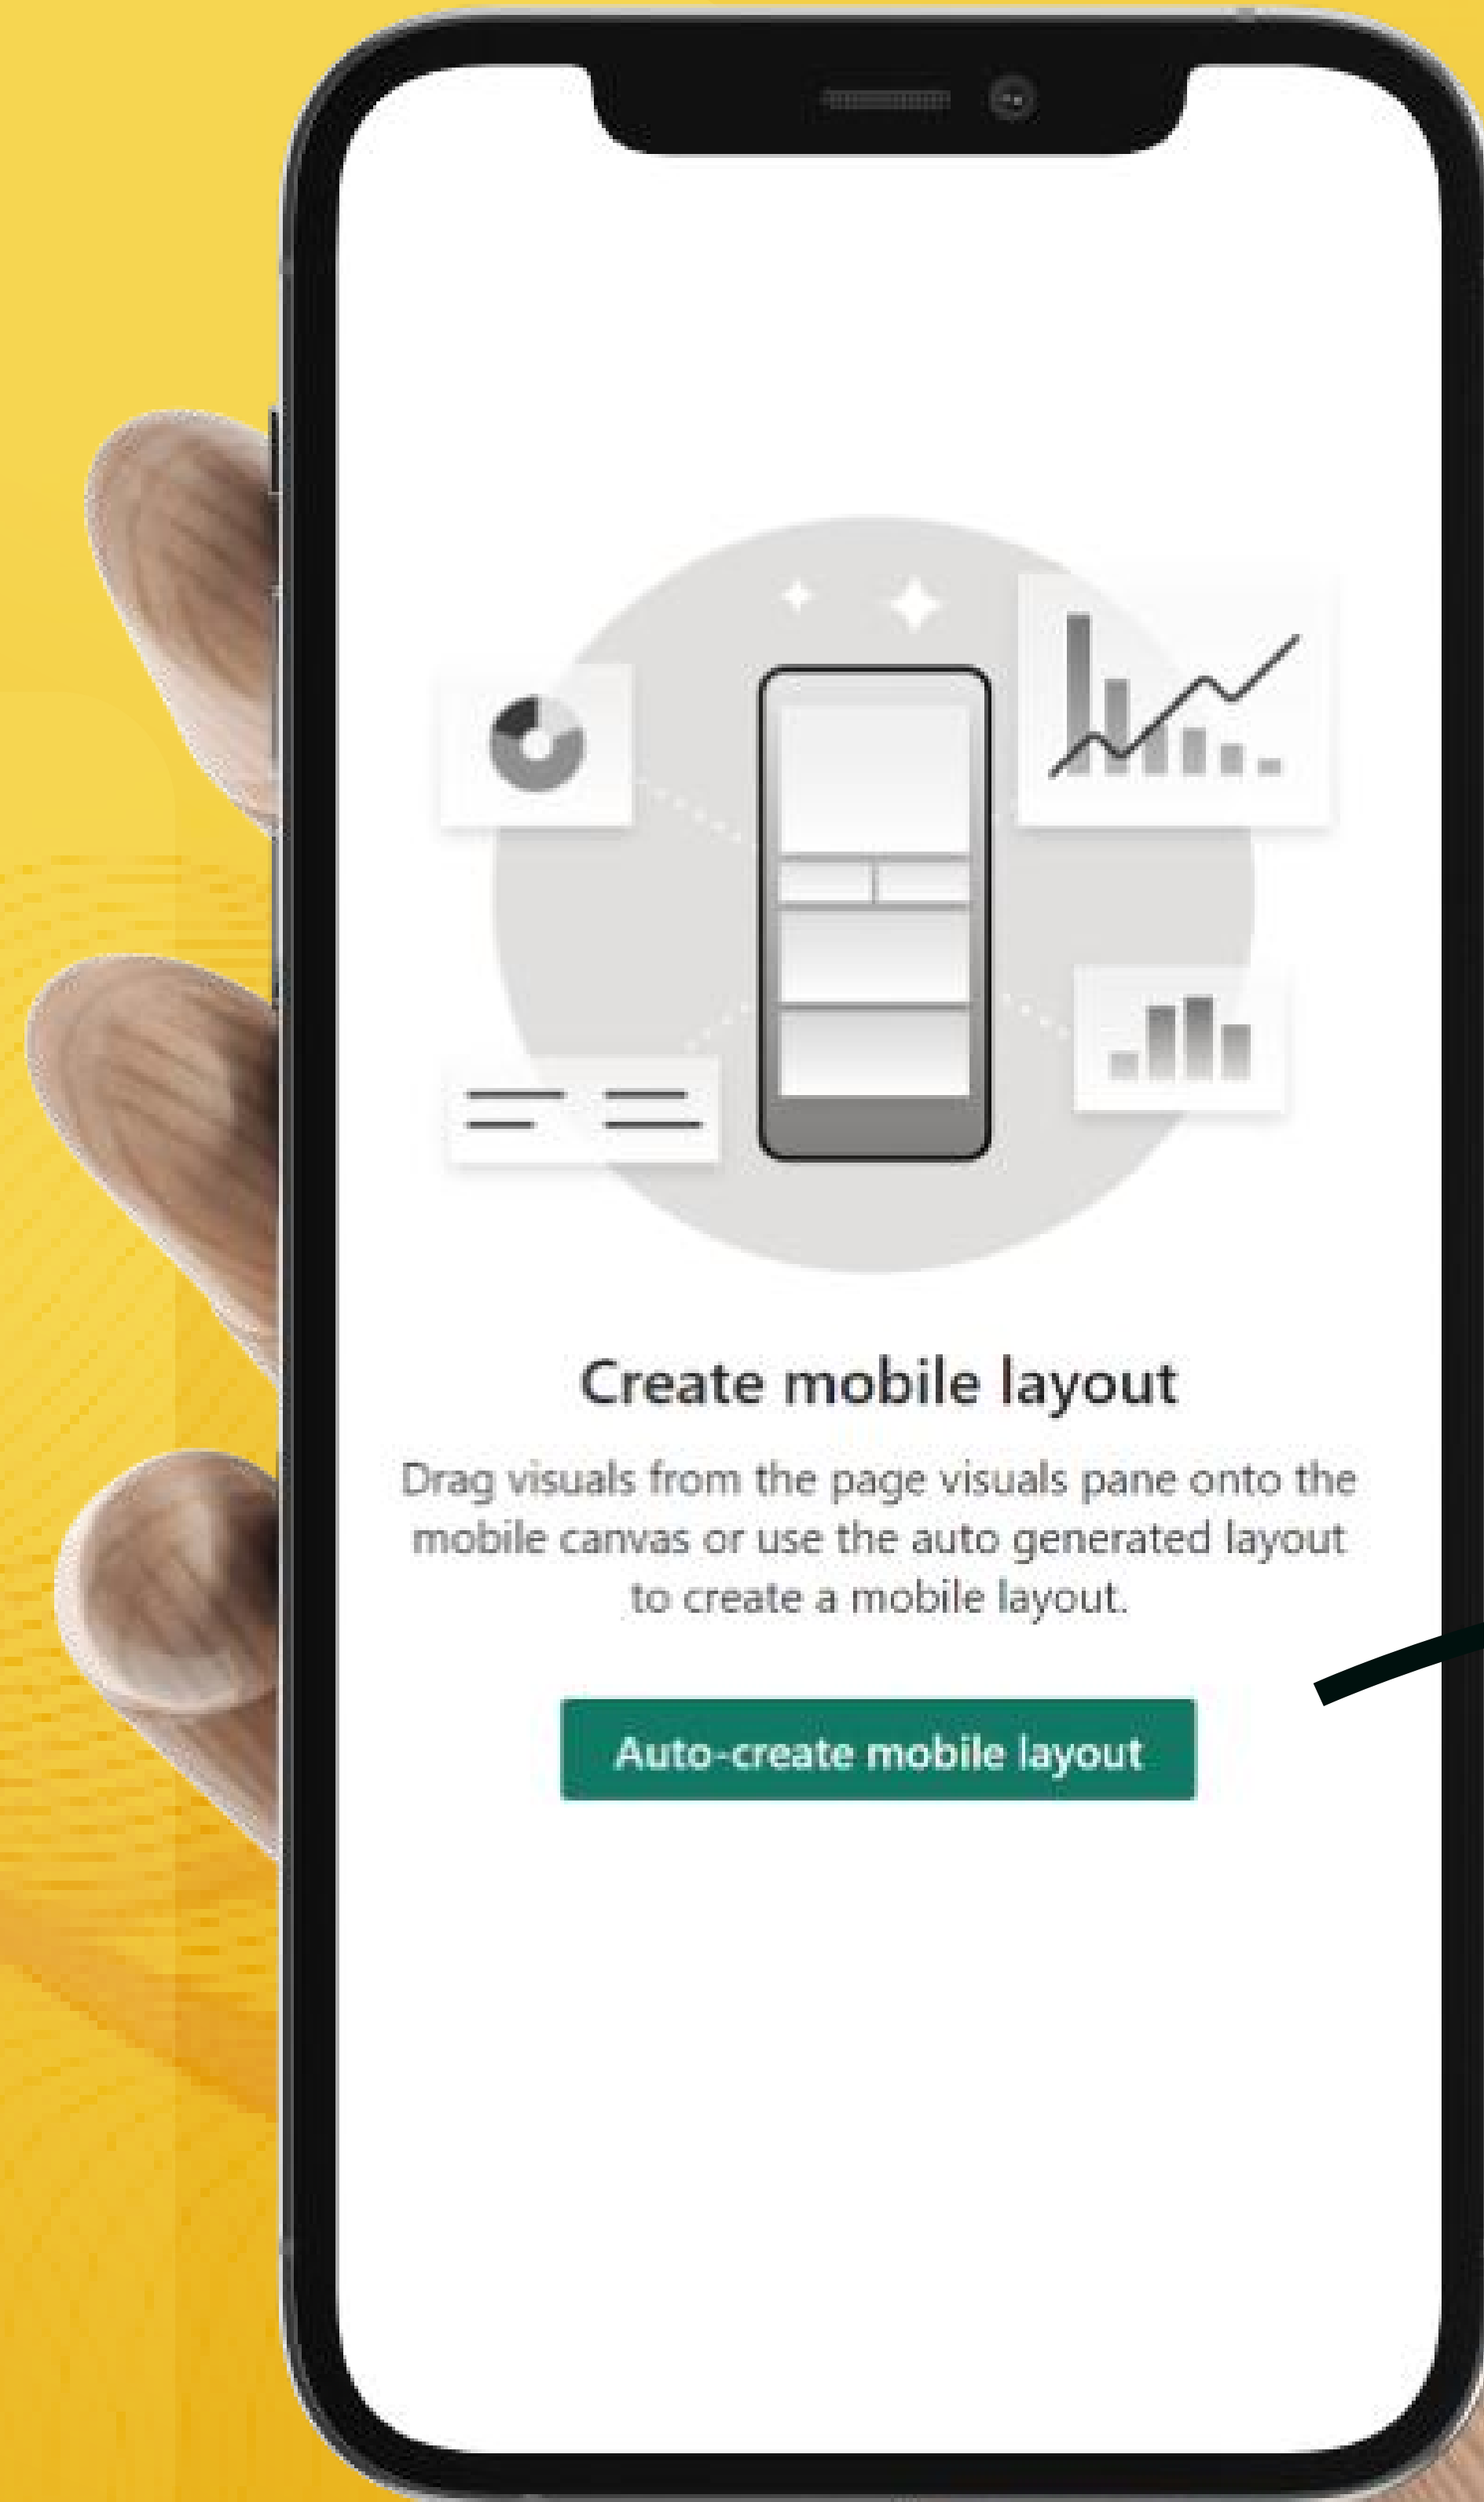 Create mobile layout
Drag visuals from the page visuals pane onto the
mobile canvas or use the auto generated layout
to create a mobile layout.
Auto-create mobile layout